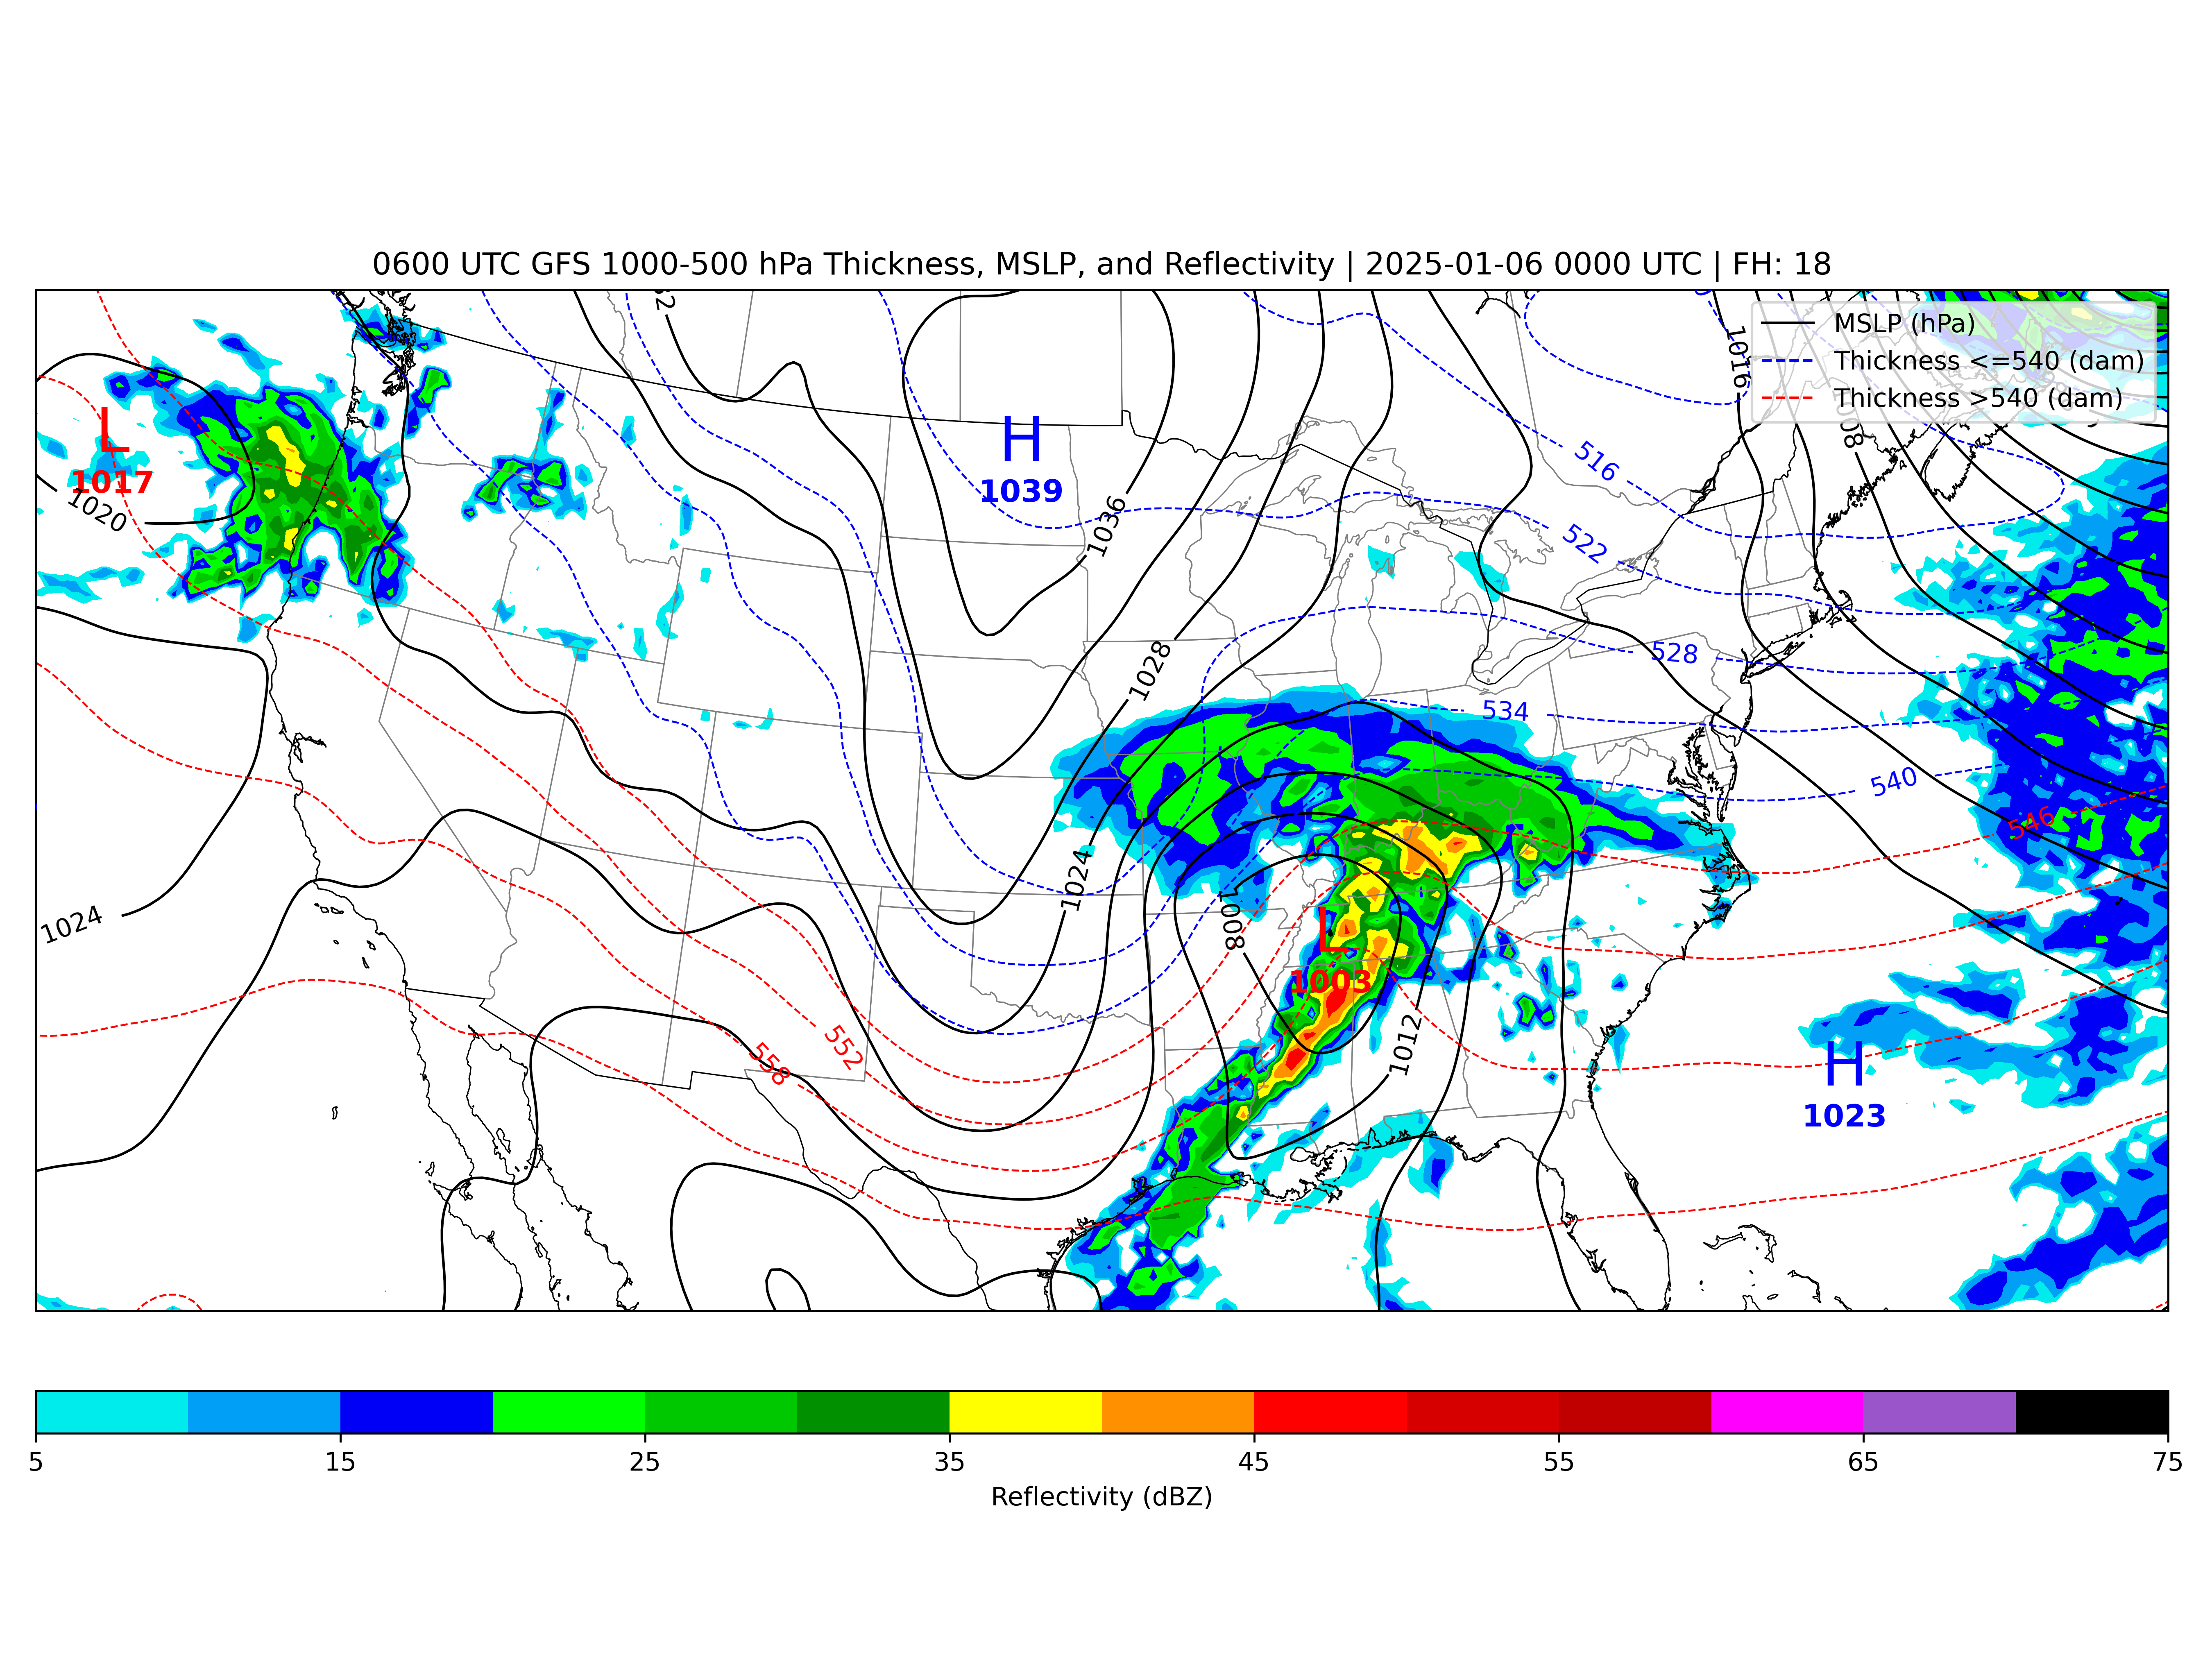 0600 UTC GFS 1000-500 hPa Thickness, MSLP, and Reflectivity | 2025-01-06 0000 UTC | FH: 18
MSLP (hPa)
Thickness <=540 (dam)
Thickness >540 (dam)
1016
L
1017
1020
H
1039
1036
516
522
528
1028
534
540
546
1024
1008
L
1003
1024
1012
552
558
H
1023
5 15 25 35 45 55 65 75
Reflectivity (dBZ)